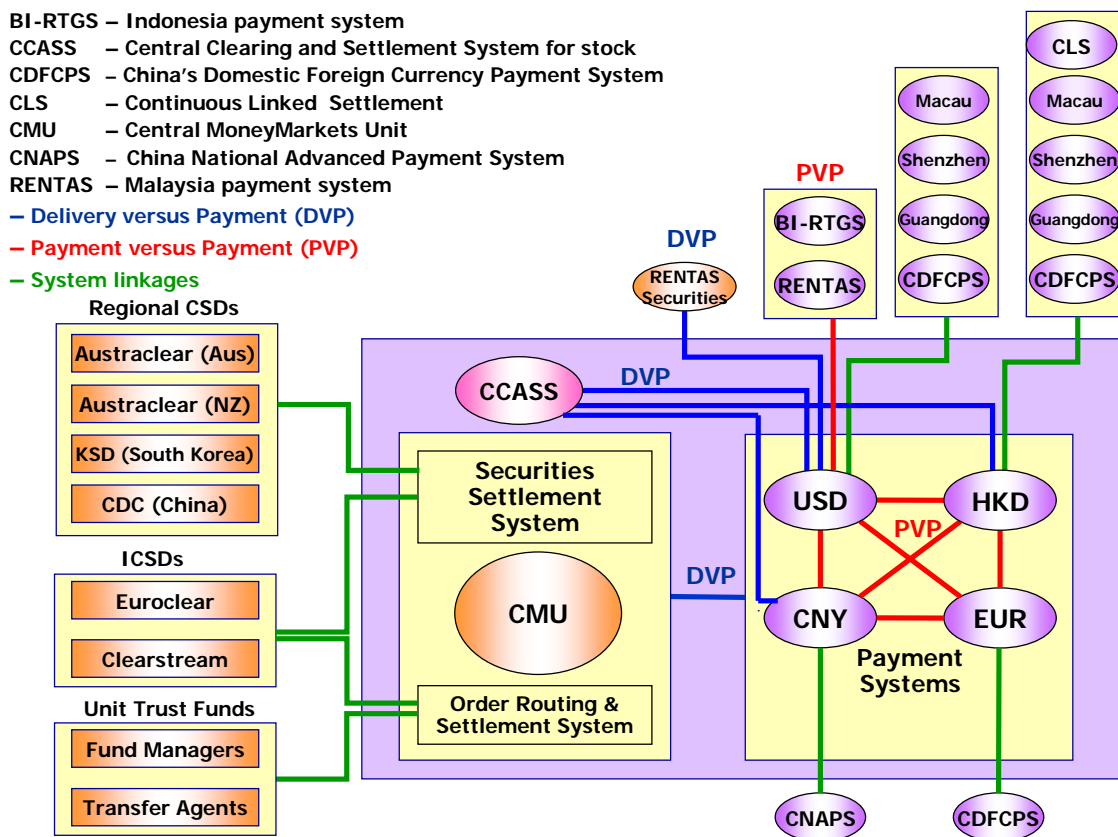 BI-RTGS – Indonesia payment system
CCASS – Central Clearing and Settlement System for stock
CDFCPS – China's Domestic Foreign Currency Payment System
CLS – Continuous Linked Settlement
CMU – Central MoneyMarkets Unit
CNAPS – China National Advanced Payment System
RENTAS – Malaysia payment system
– Delivery versus Payment (DVP)
– Payment versus Payment (PVP)
– System linkages
CLS
Macau
Shenzhen
Guangdong
CDFCPS
Macau
Shenzhen
Guangdong
CDFCPS
PVP
BI-RTGS
RENTAS
DVP
RENTAS
Securities
Regional CSDs
Austraclear (Aus)
Austraclear (NZ)
KSD (South Korea)
CDC (China)
ICSDs
Euroclear
Clearstream
Unit Trust Funds
Fund Managers
Transfer Agents
CCASS
DVP
Securities
Settlement
System
CMU
Order Routing &
Settlement System
DVP
USD
HKD
PVP
CNY
EUR
Payment
Systems
CNAPS
CDFCPS